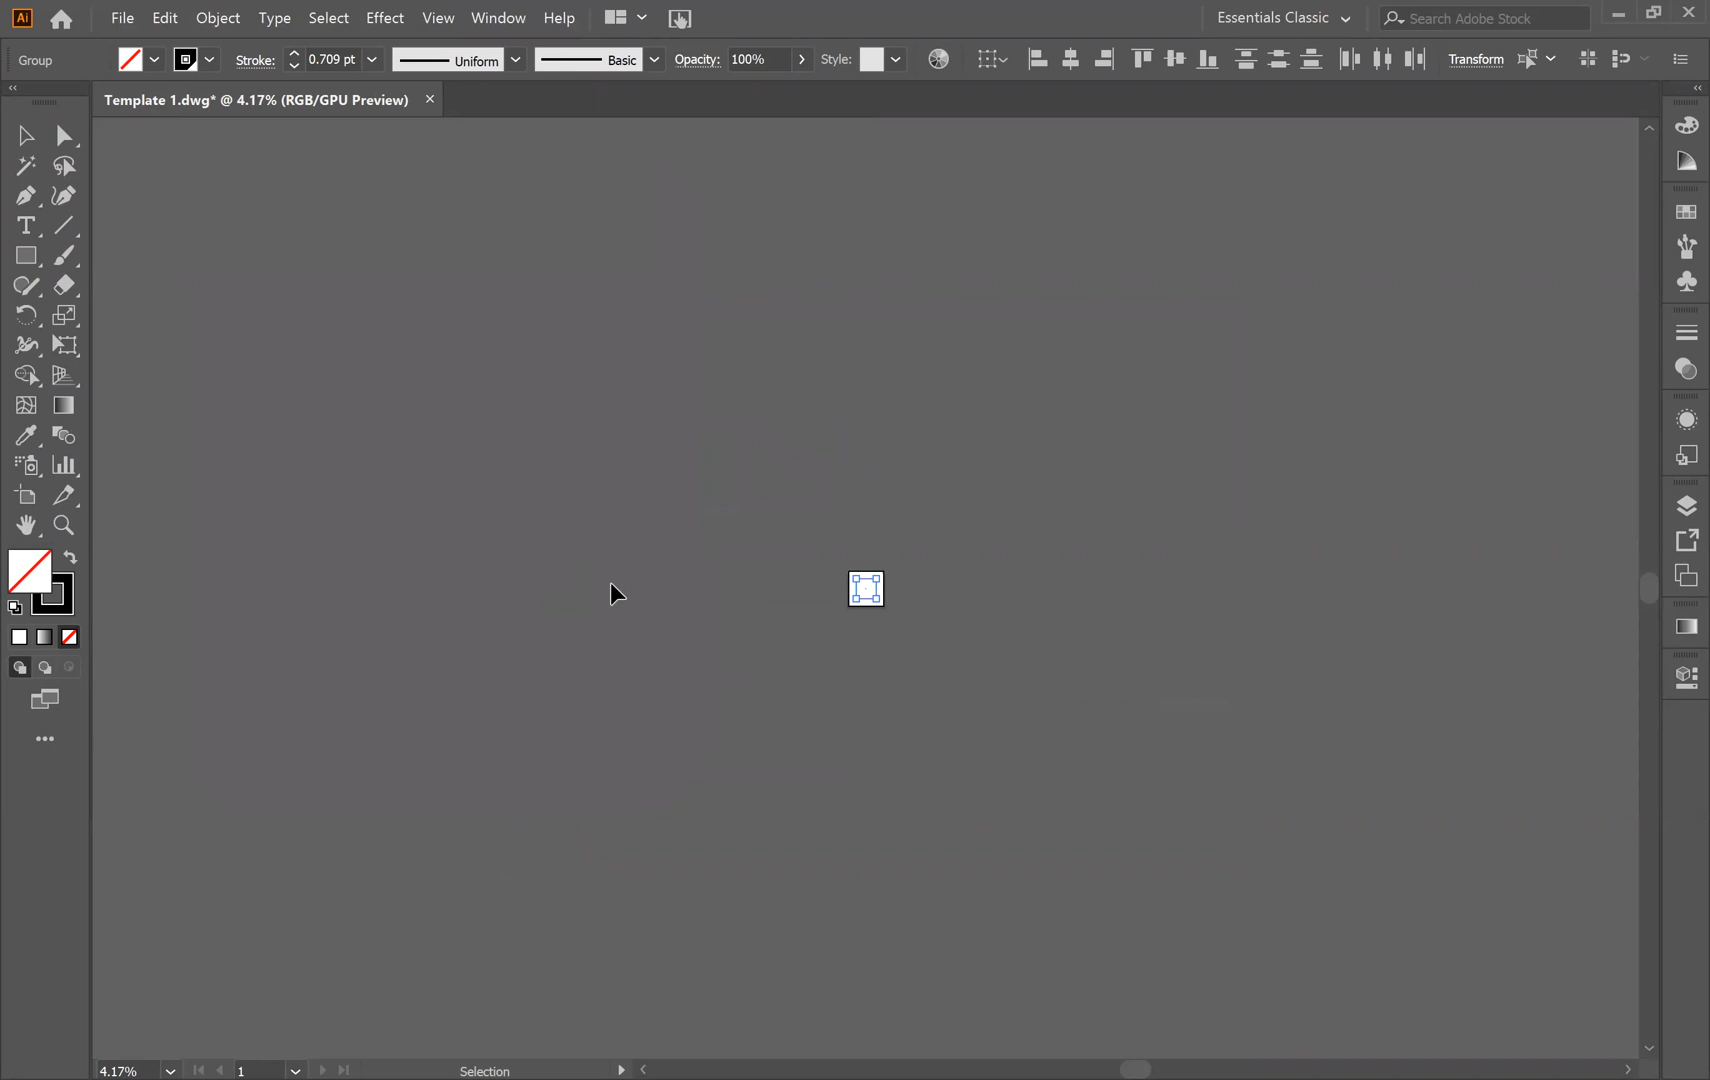 Ai File Edit Object Type Select Effect View Window Help Essentials Classic Search Adobe Stock
Group Stroke: 0.709 pt Uniform Basic Opacity: 100% Style: Transform
Template 1.dwg* @ 4.17% (RGB/GPU Preview)
4.17% 1 Selection